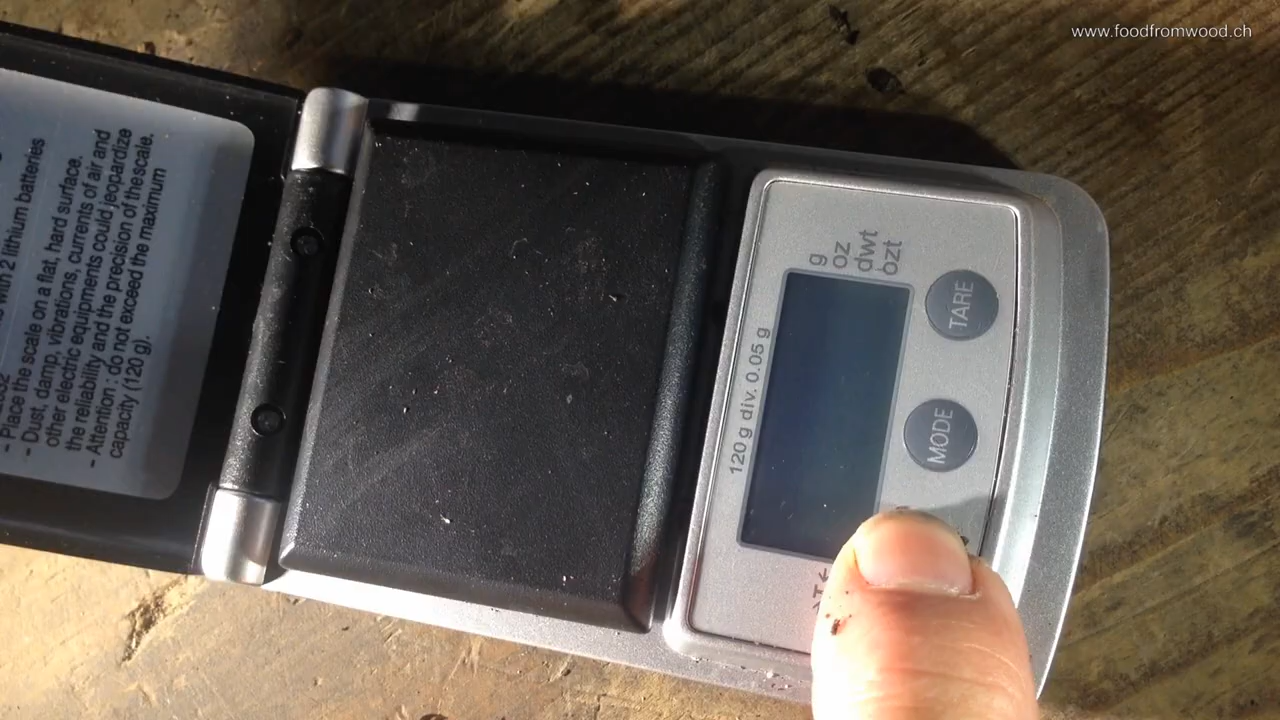 www.foodfromwood.ch
with 2 lithium batteries
- Place the scale on a flat, hard surface.
- Dust, damp, vibrations, currents of air and
other electric equipments could jeopardize
the reliability and the precision of the scale.
- Attention : do not exceed the maximum
capacity (120 g).
120 g div. 0.05 g
g
oz
dwt
ozt
TARE
MODE